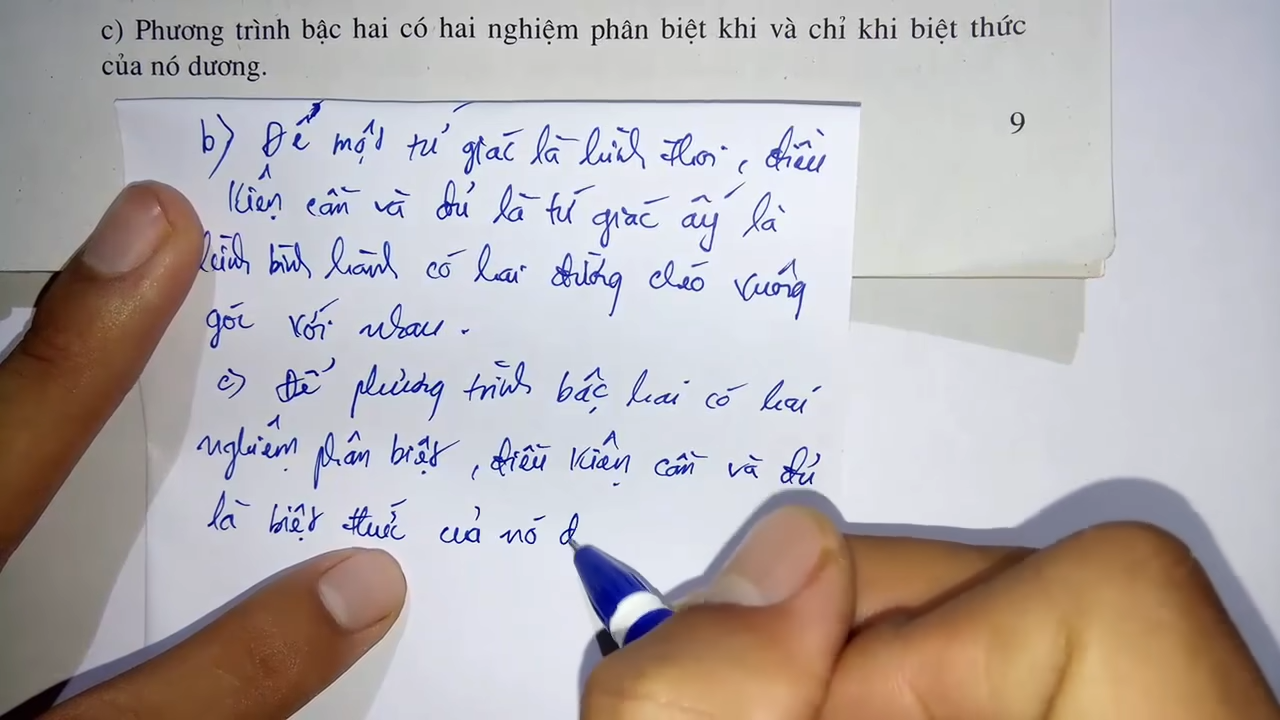 c) Phương trình bậc hai có hai nghiệm phân biệt khi và chỉ khi biệt thức
của nó dương.
9
b) Để một tứ giác là hình thoi, điều
kiện cần và đủ là tứ giác ấy là
hình bình hành có hai đường chéo vuông
góc với nhau.
c) Để phương trình bậc hai có hai
nghiệm phân biệt, điều kiện cần và đủ
là biệt thức của nó d